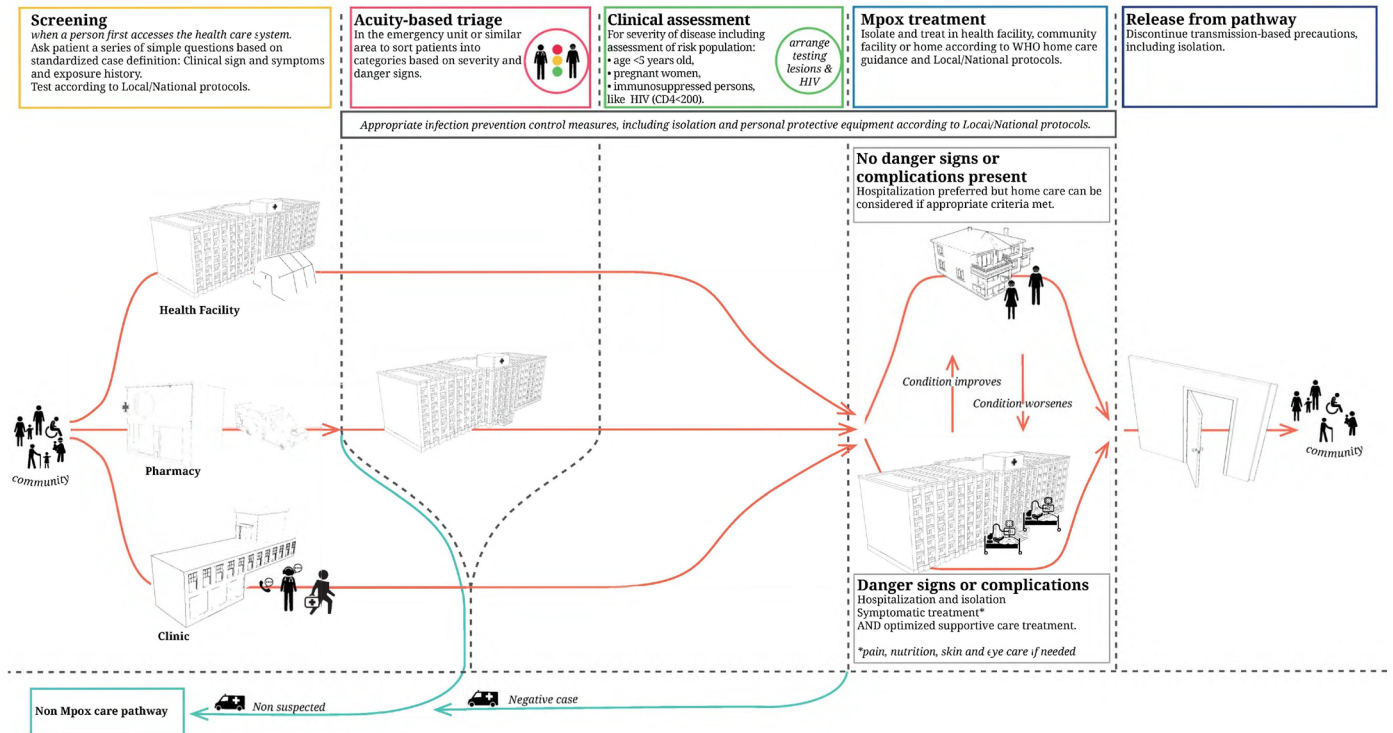 Screening
when a person first accesses the health care system.
Ask patient a series of simple questions based on
standardized case definition: Clinical sign and symptoms
and exposure history.
Test according to Local/National protocols.
Acuity-based triage
In the emergency unit or similar
area to sort patients into
categories based on severity and
danger signs.
Clinical assessment
For severity of disease including
assessment of risk population:
• age <5 years old,
• pregnant women,
• immunosuppressed persons,
like HIV (CD4<200).
arrange
testing
lesions &
HIV
Mpox treatment
Isolate and treat in health facility, community
facility or home according to WHO home care
guidance and Local/National protocols.
Release from pathway
Discontinue transmission-based precautions,
including isolation.
Appropriate infection prevention control measures, including isolation and personal protective equipment according to Local/National protocols.
No danger signs or
complications present
Hospitalization preferred but home care can be
considered if appropriate criteria met.
Health Facility
Condition improves
Condition worsenes
community
Pharmacy
community
Clinic
Danger signs or complications
Hospitalization and isolation
Symptomatic treatment*
AND optimized supportive care treatment.
*pain, nutrition, skin and eye care if needed
Non Mpox care pathway
Non suspected
Negative case